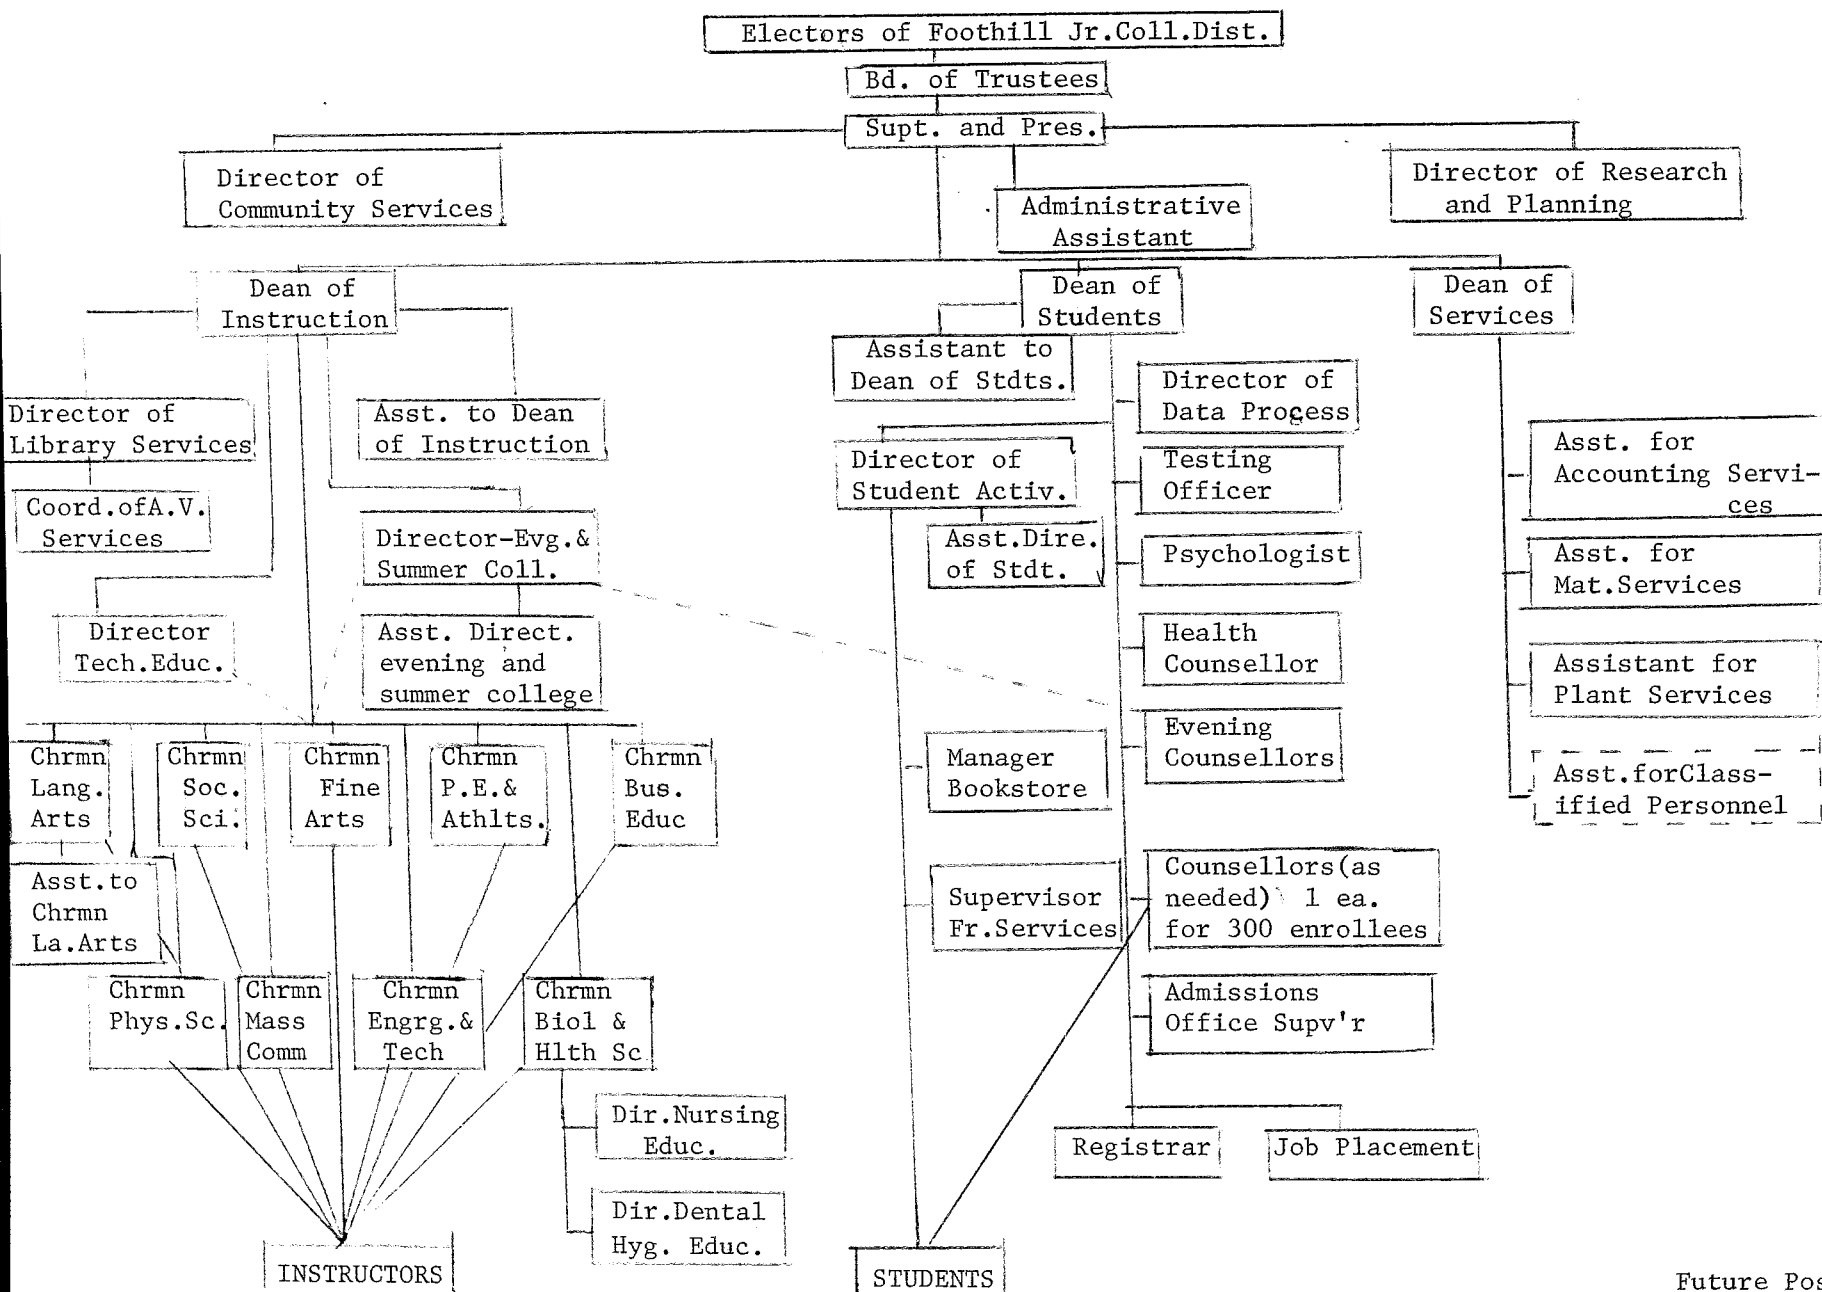 Electors of Foothill Jr.Coll.Dist.
Bd. of Trustees
Supt. and Pres.
Director of
Community Services
Administrative
Assistant
Director of Research
and Planning
Dean of
Instruction
Dean of
Students
Dean of
Services
Assistant to
Dean of Stdts.
Director of
Data Process
Director of
Library Services
Asst. to Dean
of Instruction
Director of
Student Activ.
Testing
Officer
Asst. for
Accounting Servi-
ces
Coord.ofA.V.
Services
Director-Evg.&
Summer Coll.
Asst.Dire.
of Stdt.
Psychologist
Asst. for
Mat.Services
Director
Tech.Educ.
Asst. Direct.
evening and
summer college
Health
Counsellor
Assistant for
Plant Services
Chrmn
Lang.
Arts
Chrmn
Soc.
Sci.
Chrmn
Fine
Arts
Chrmn
P.E.&
Athlts.
Chrmn
Bus.
Educ
Manager
Bookstore
Evening
Counsellors
Asst.forClass-
ified Personnel
Asst.to
Chrmn
La.Arts
Supervisor
Fr.Services
Counsellors(as
needed) 1 ea.
for 300 enrollees
Chrmn
Phys.Sc.
Chrmn
Mass
Comm
Chrmn
Engrg.&
Tech
Chrmn
Biol &
Hlth Sc
Admissions
Office Supv'r
Dir.Nursing
Educ.
Registrar
Job Placement
Dir.Dental
Hyg. Educ.
INSTRUCTORS
STUDENTS
Future Pos